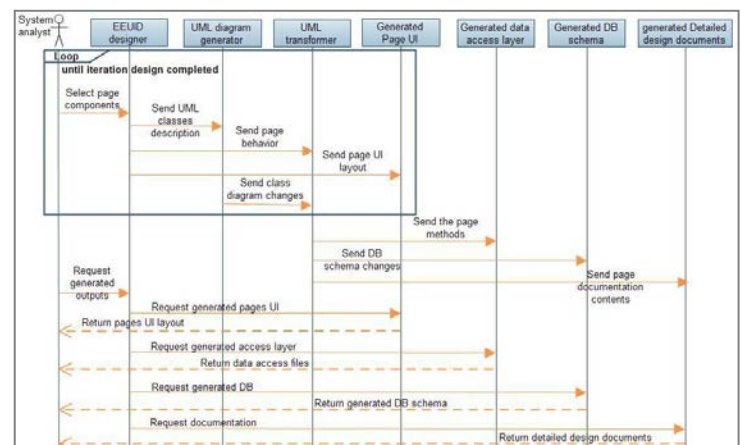 System
analyst
EEUID
designer
UML diagram
generator
UML
transformer
Generated
Page UI
Generated data
access layer
Generated DB
schema
generated Detailed
design documents
Loop
until iteration design completed
Select page
components
Send UML
classes
description
Send page
behavior
Send page UI
layout
Send class
diagram changes
Send the page
methods
Send DB
schema changes
Send page
documentation
contents
Request
generated
outputs
Request generated pages UI
Return pages UI layout
Request generated access layer
Return data access files
Request generated DB
Return generated DB schema
Request documentation
Return detailed design documents